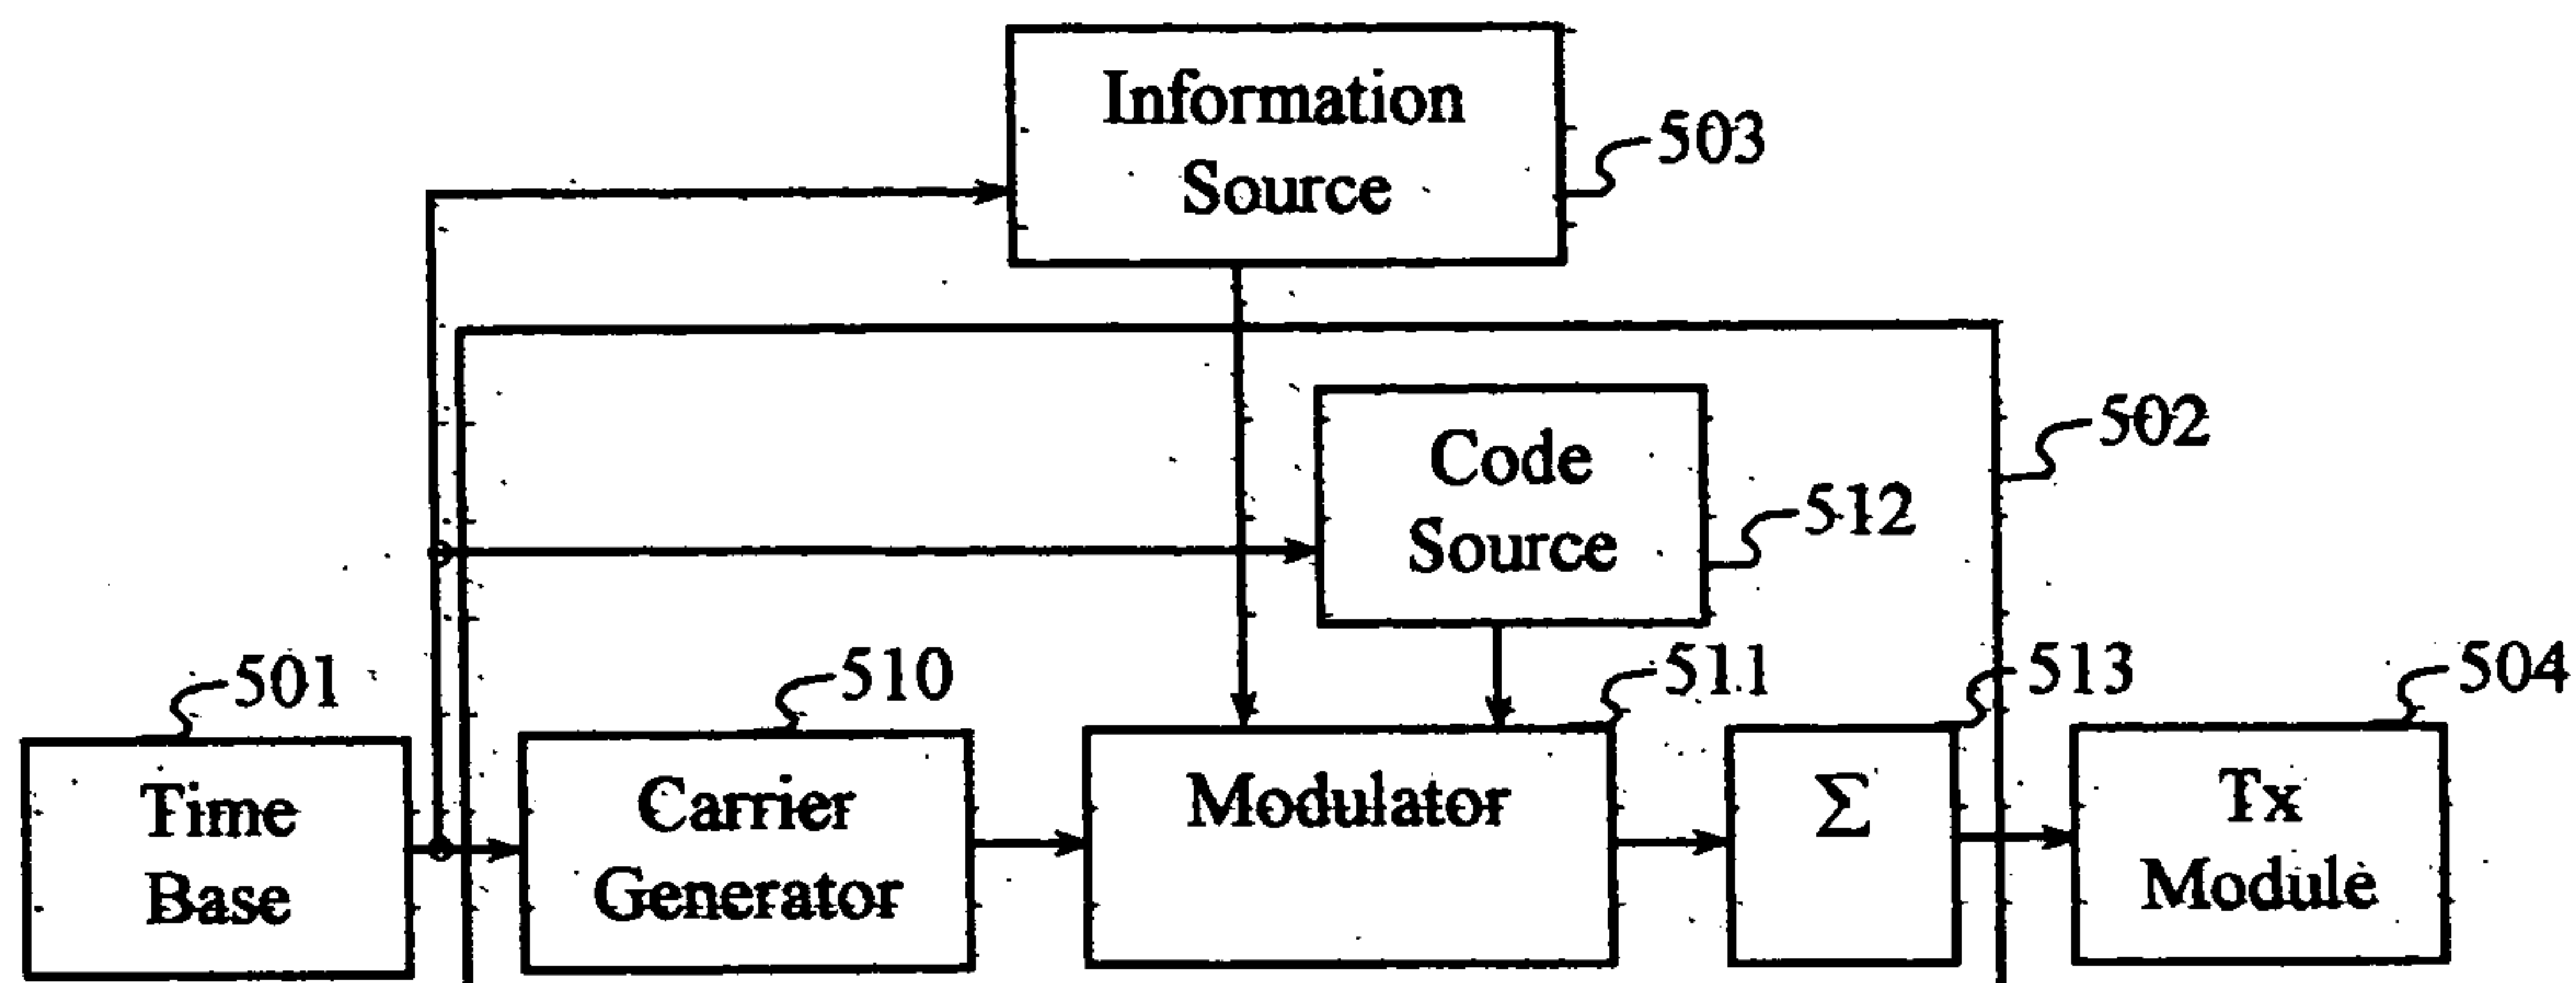 Information
Source
503
Code
Source
502
512
501
510
511
513
504
Time
Base
Carrier
Generator
Modulator
Σ
Tx
Module